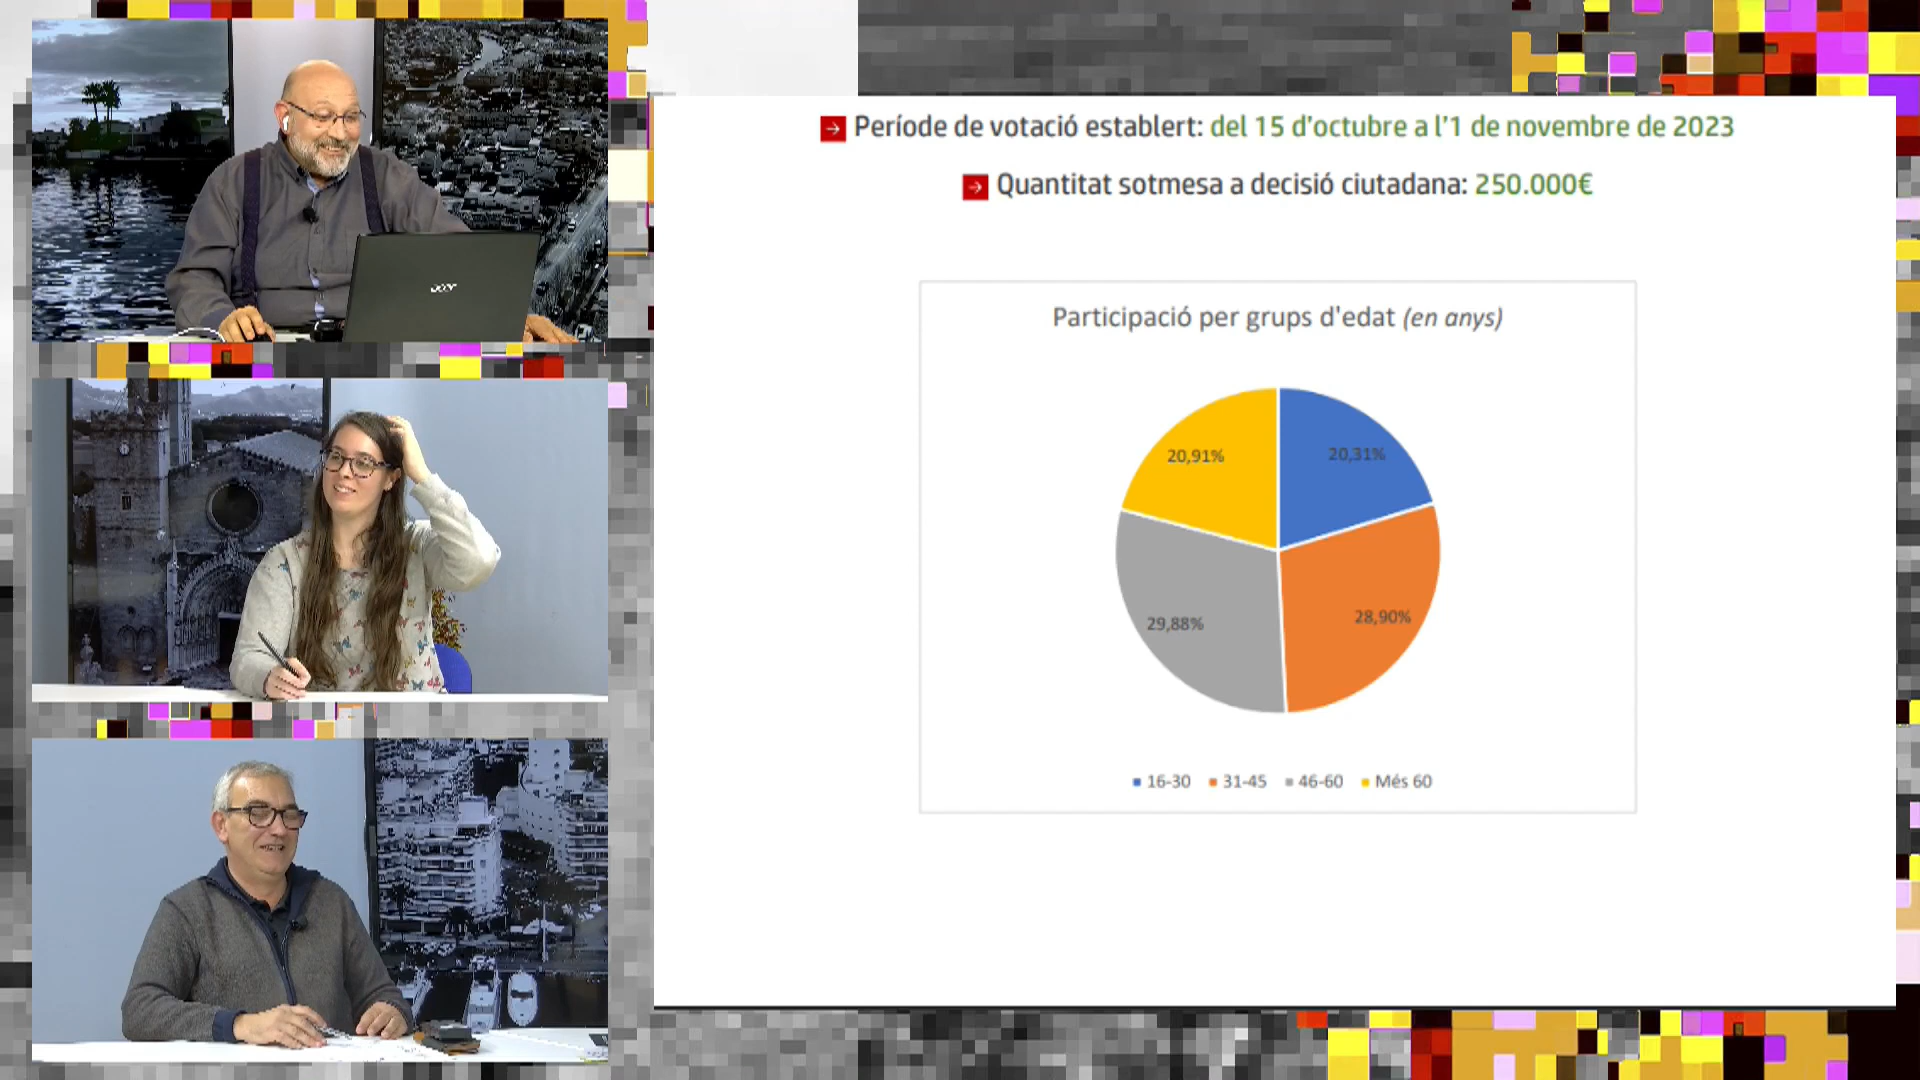 acer
Període de votació establert: del 15 d'octubre a l'1 de novembre de 2023
Quantitat sotmesa a decisió ciutadana: 250.000€
Participació per grups d'edat (en anys)
20,91%
20,31%
29,88%
28,90%
16-30
31-45
46-60
Més 60